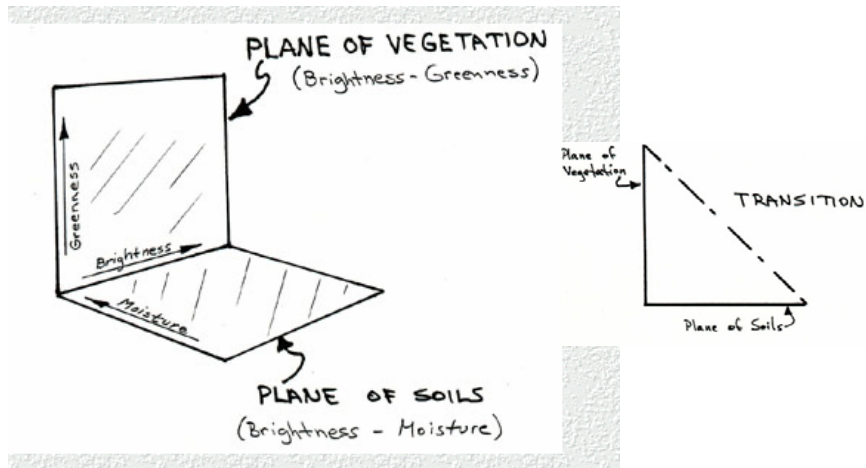 PLANE OF VEGETATION
(Brightness - Greenness)
Greenness
Brightness
Moisture
PLANE OF SOILS
(Brightness - Moisture)
Plane of
Vegetation
TRANSITION
Plane of Soils